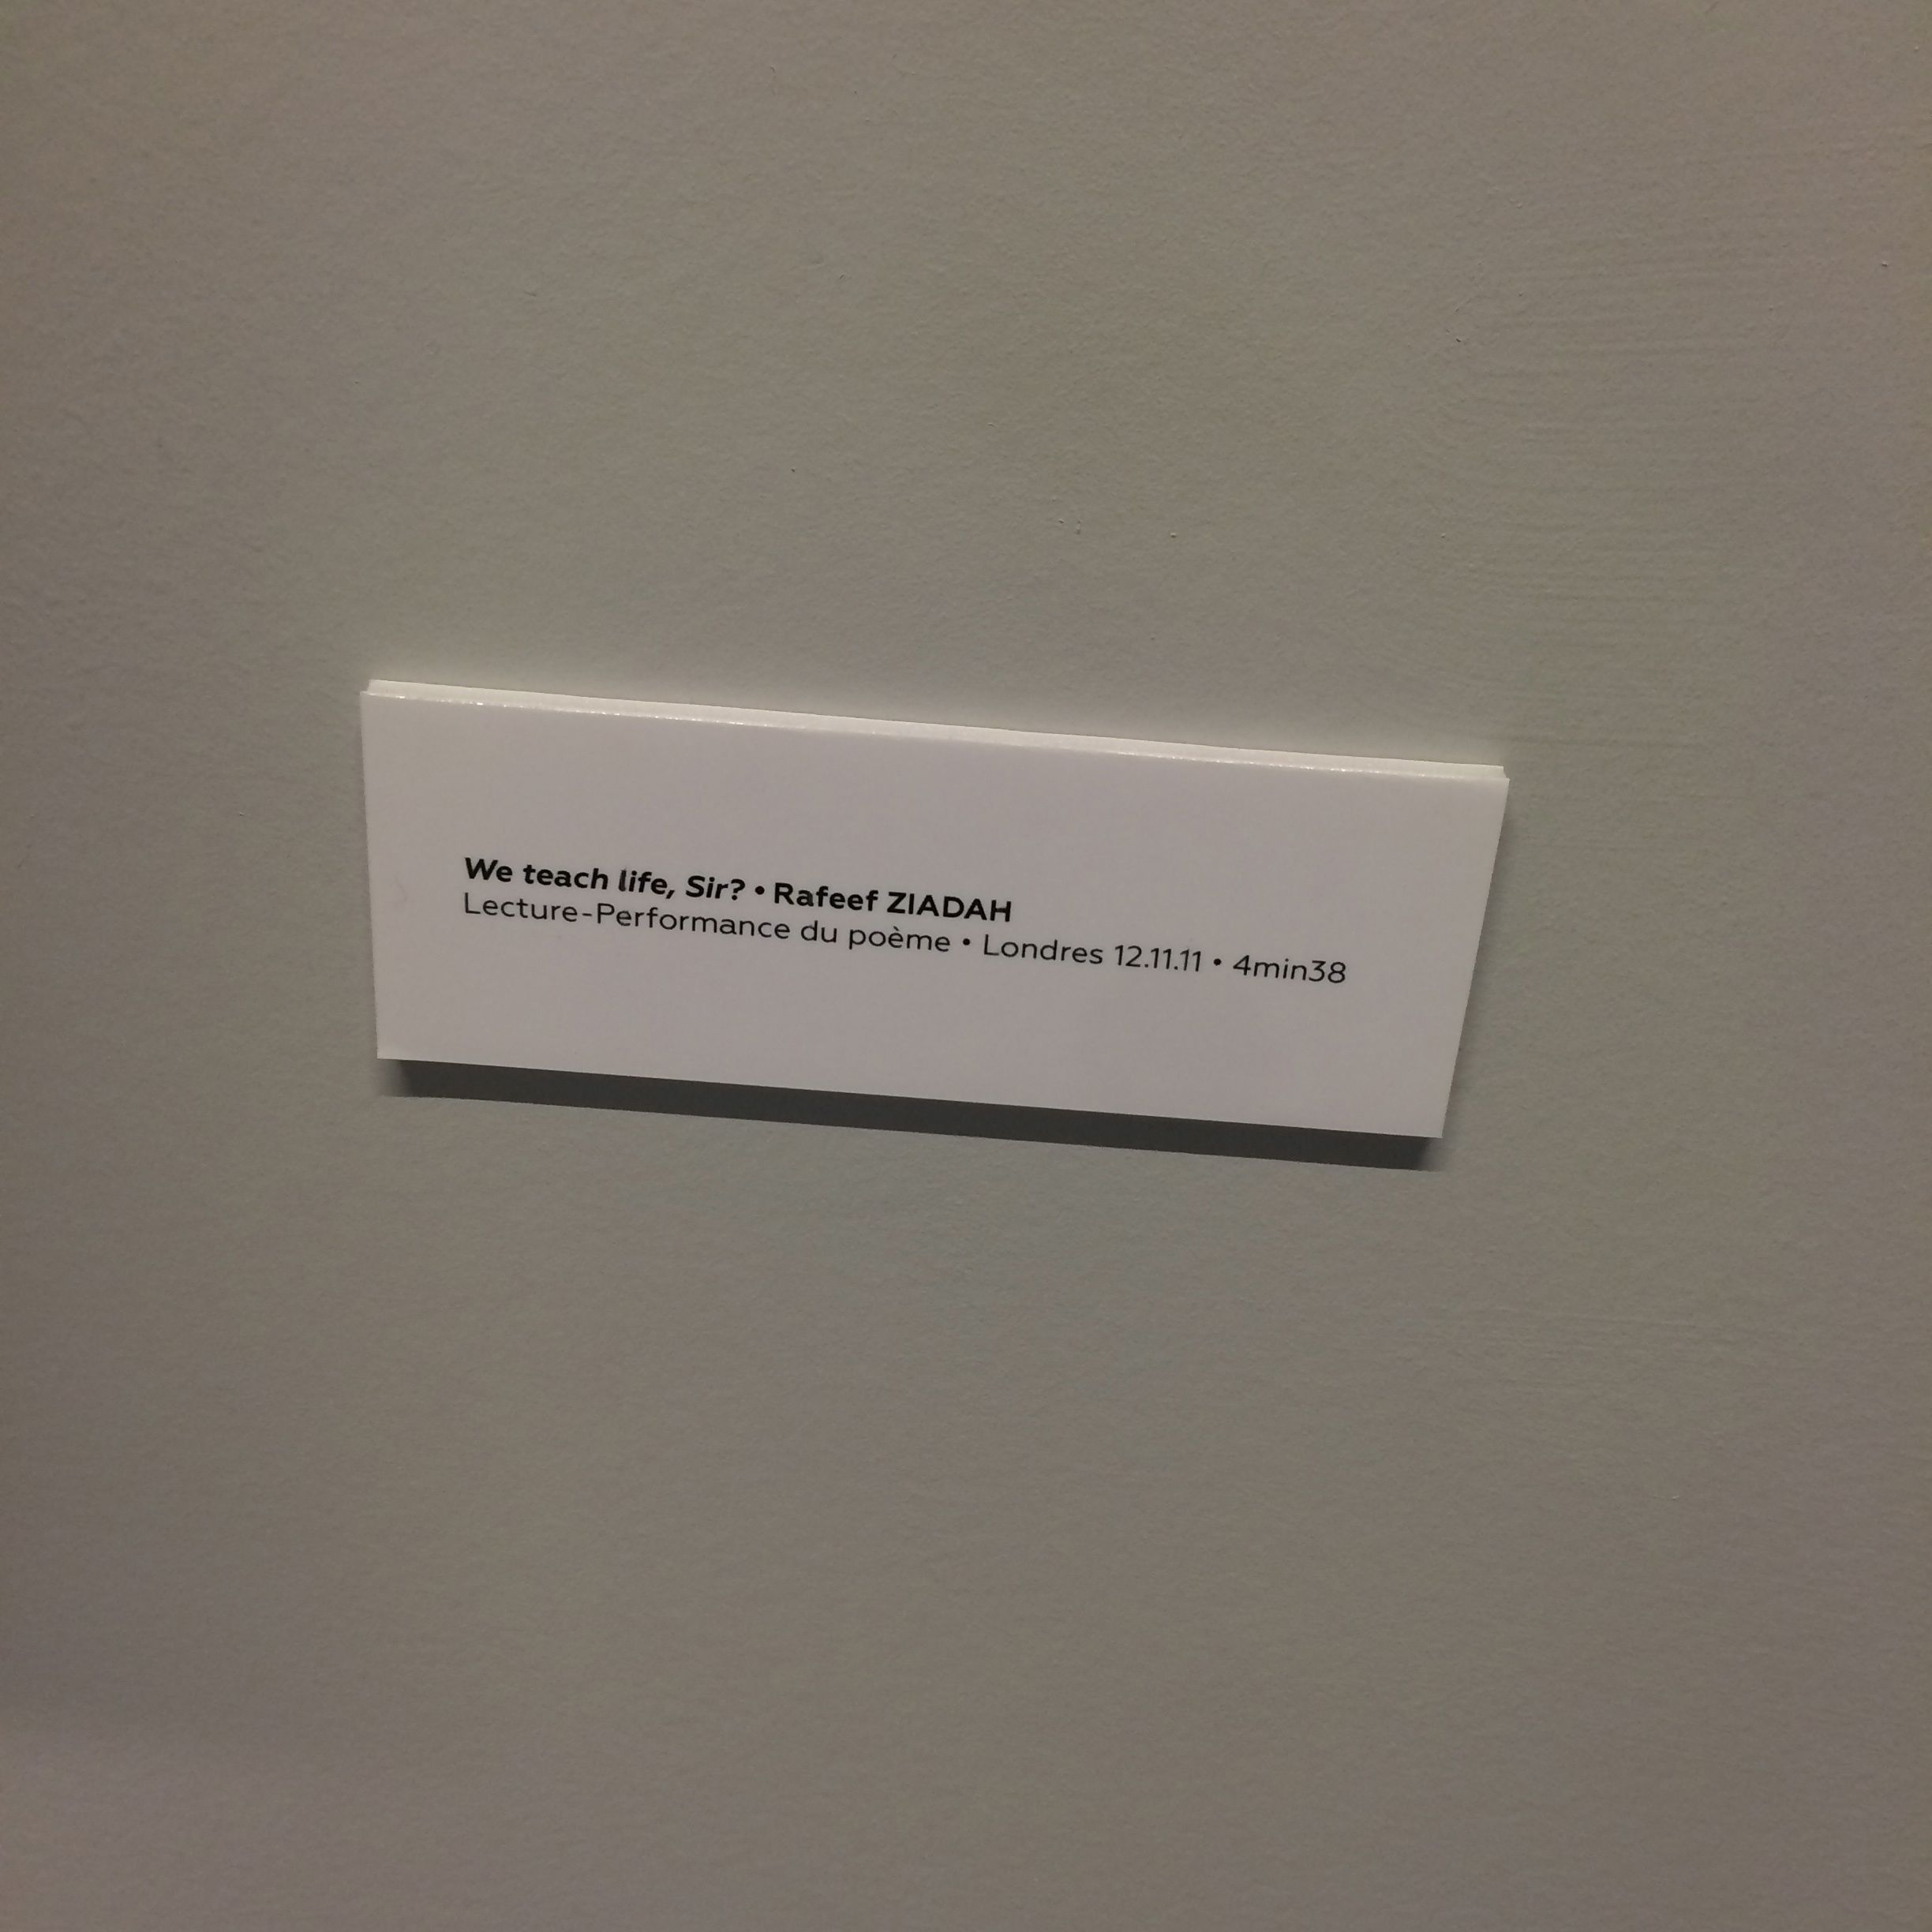 We teach life, Sir? • Rafeef ZIADAH
Lecture-Performance du poème • Londres 12.11.11 • 4min38